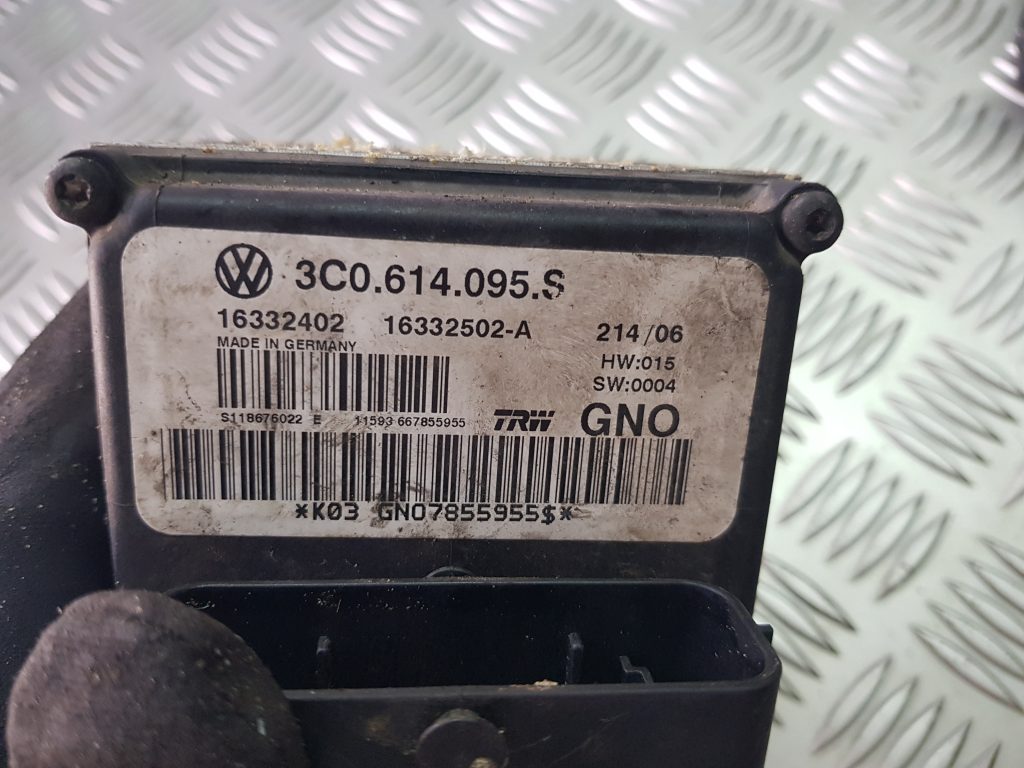 3C0.614.095.S
16332402 16332502-A 214/06
MADE IN GERMANY HW:015
SW:0004
S118676022 E 11593 667855955 TRW GNO
*K03 GNO7855955$*